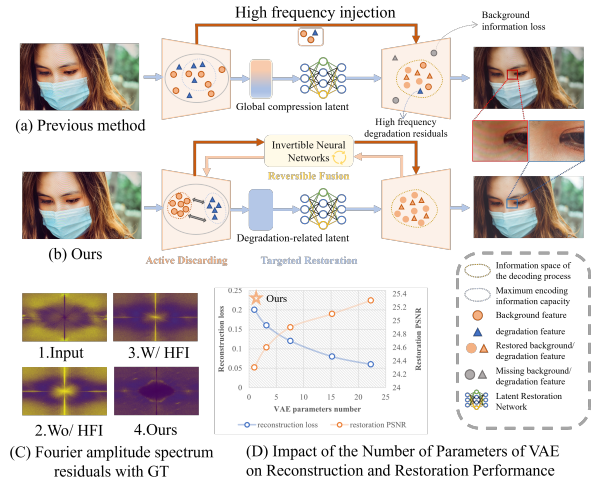 High frequency injection
Background
information loss
Global compression latent
(a) Previous method
High frequency
degradation residuals
Invertible Neural
Networks
Reversible Fusion
Degradation-related latent
(b) Ours
Active Discarding
Targeted Restoration
Information space of
the decoding process
Maximum encoding
information capacity
Background feature
degradation feature
Restored background/
degradation feature
Missing background/
degradation feature
Latent Restoration
Network
1.Input
3.W/ HFI
2.Wo/ HFI
4.Ours
(C) Fourier amplitude spectrum
residuals with GT
Ours
Reconstruction loss
0.25
0.2
0.15
0.1
0.05
0
0
5
10
15
20
25
VAE parameters number
25.4
25.2
25
24.8
24.6
24.4
24.2
24
Restoration PSNR
reconstruction loss
restoration PSNR
(D) Impact of the Number of Parameters of VAE
on Reconstruction and Restoration Performance